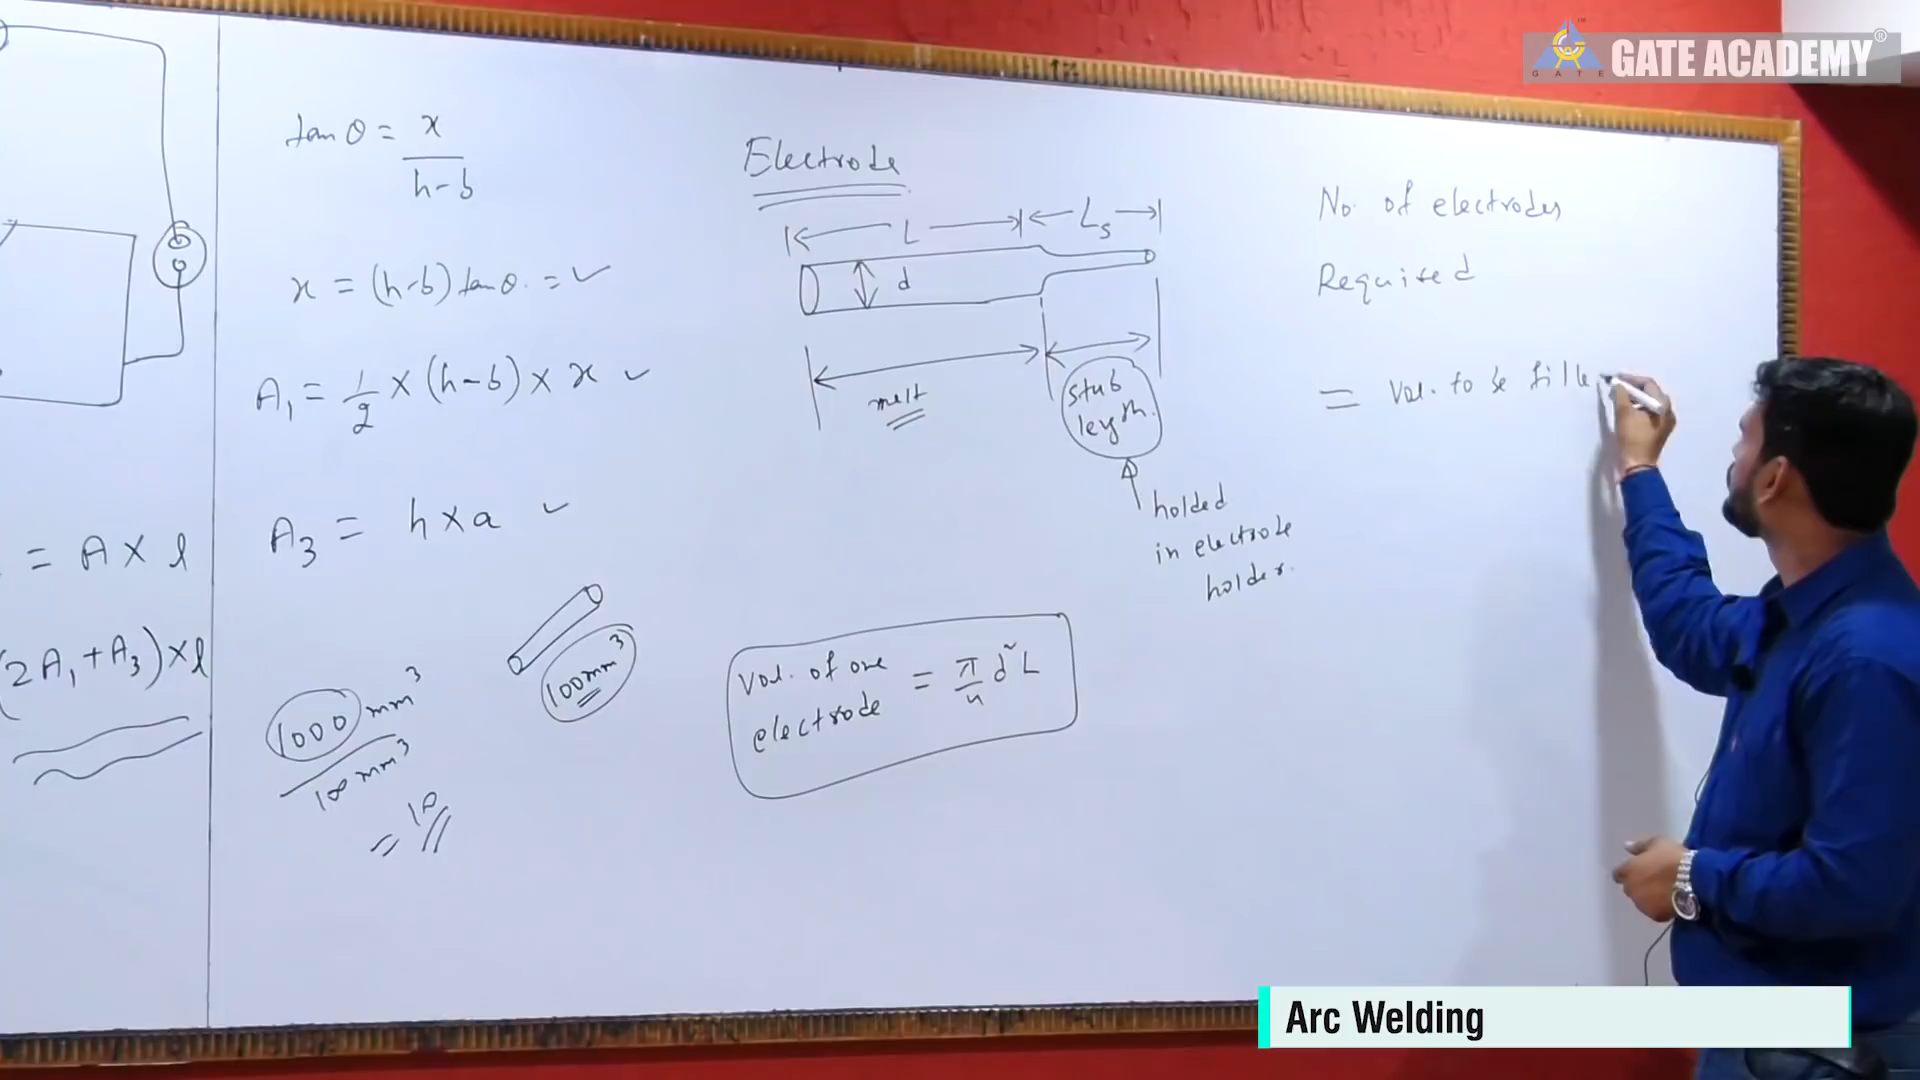 GATE ACADEMY®
GATE
tan θ = x / h-b
x = (h-b) tan θ. = ✓
A₁ = 1/2 × (h-b) × x ✓
A₃ = h × a ✓
= A × l
(2A₁ + A₃) × l
1000 mm³
100 mm³
= 10
100mm³
Electrode
L
Ls
d
melt
stub
length.
holded
in electrode
holder.
Vol. of one
electrode = π/4 d² L
No. of electrodes
Required
= Vol. to be fille
Arc Welding